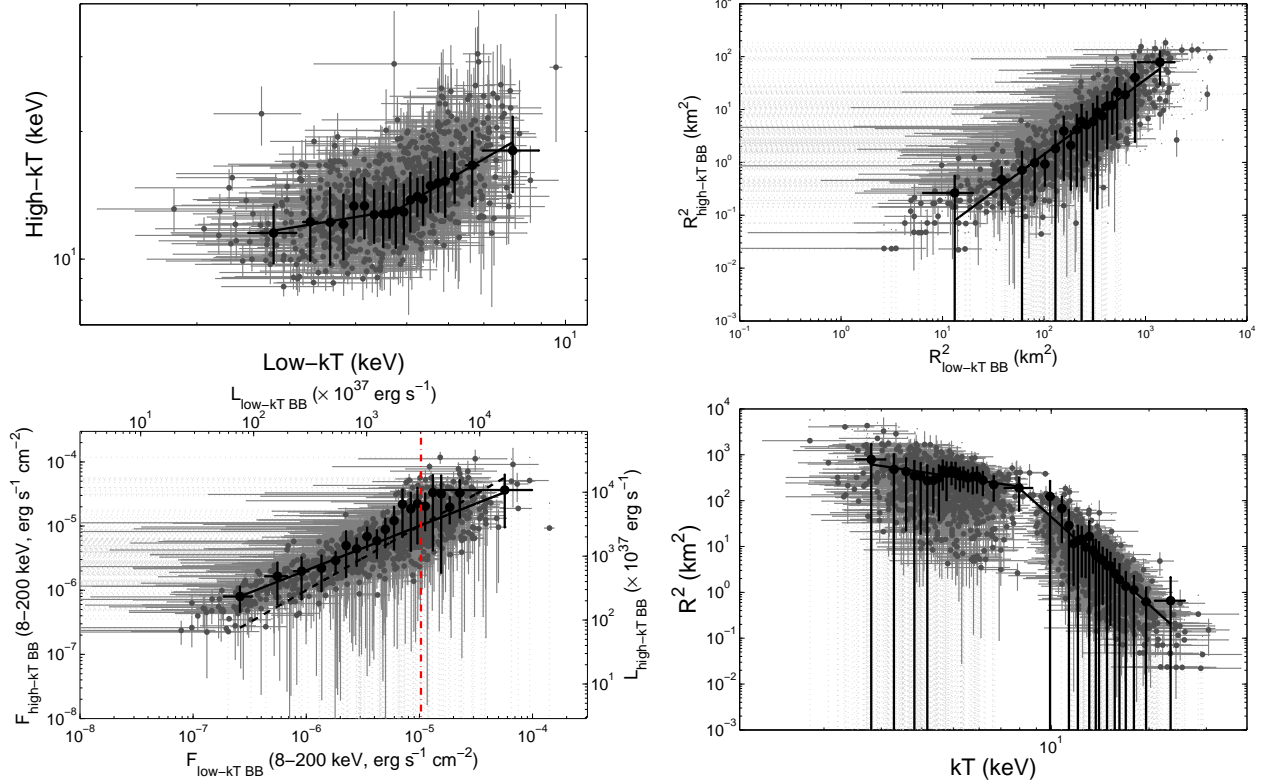 High−kT (keV)
10¹
10¹
Low−kT (keV)
R²high−kT BB (km²)
10³
10²
10¹
10⁰
10⁻¹
10⁻²
10⁻³
10⁻¹ 10⁰ 10¹ 10² 10³ 10⁴
R²low−kT BB (km²)
Llow−kT BB (× 10³⁷ erg s⁻¹)
10¹ 10² 10³ 10⁴
Fhigh−kT BB (8−200 keV, erg s⁻¹ cm⁻²)
10⁻⁴
10⁻⁵
10⁻⁶
10⁻⁷
10⁻⁸
10⁴
10³
10²
10¹
Lhigh−kT BB (× 10³⁷ erg s⁻¹)
10⁻⁸ 10⁻⁷ 10⁻⁶ 10⁻⁵ 10⁻⁴
Flow−kT BB (8−200 keV, erg s⁻¹ cm⁻²)
R² (km²)
10⁴
10³
10²
10¹
10⁰
10⁻¹
10⁻²
10⁻³
10¹
kT (keV)